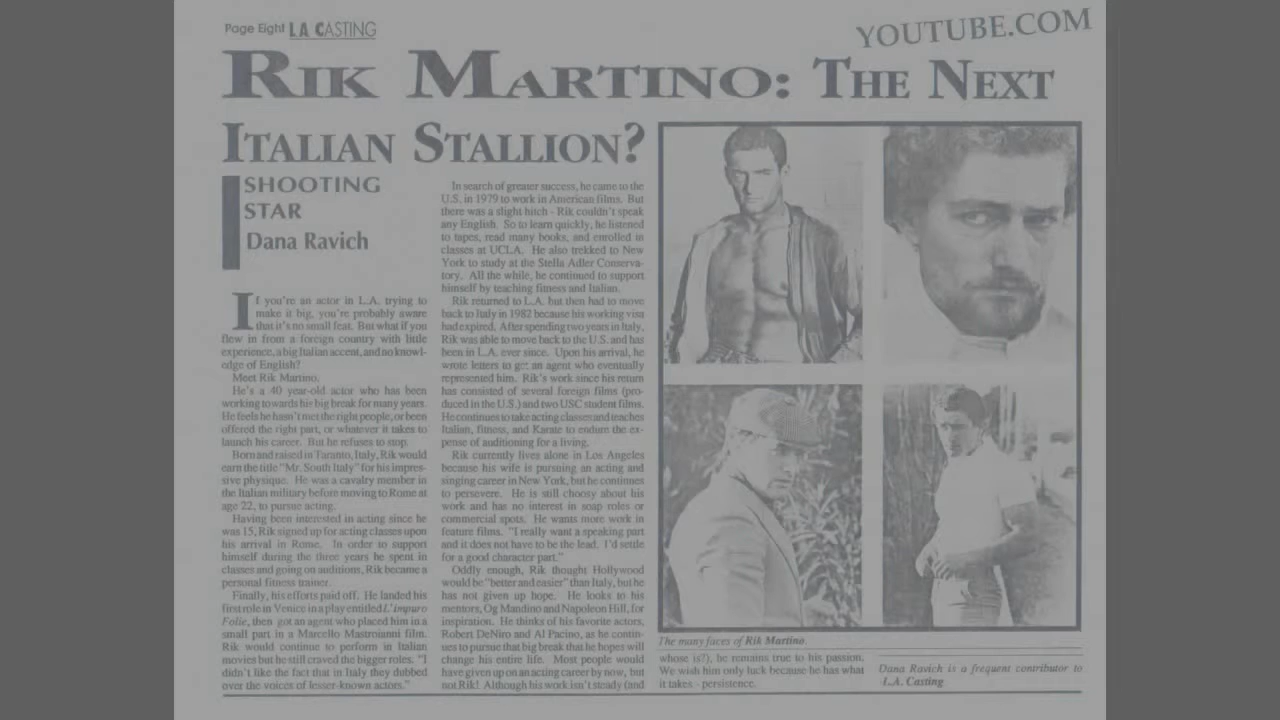 Page Eight LA CASTING
YOUTUBE.COM
RIK MARTINO: THE NEXT
ITALIAN STALLION?
SHOOTING
STAR
Dana Ravich
If you're an actor in L.A. trying to
make it big, you're probably aware
that it's no small feat. But what if you
flew in from a foreign country with little
experience, a big Italian accent, and no knowl-
edge of English?
Meet Rik Martino.
He's a 40 year-old actor who has been
working towards his big break for many years.
He feels he hasn't met the right people, or been
offered the right part, or whatever it takes to
launch his career. But he refuses to stop.
Born and raised in Taranto, Italy, Rik would
earn the title "Mr. South Italy" for his impres-
sive physique. He was a cavalry member in
the Italian military before moving to Rome at
age 22, to pursue acting.
Having been interested in acting since he
was 15, Rik signed up for acting classes upon
his arrival in Rome. In order to support
himself during the three years he spent in
classes and going on auditions, Rik became a
personal fitness trainer.
Finally, his efforts paid off. He landed his
first role in Venice in a play entitled L'impuro
Folie, then got an agent who placed him in a
small part in a Marcello Mastroianni film.
Rik would continue to perform in Italian
movies but he still craved the bigger roles. "I
didn't like the fact that in Italy they dubbed
over the voices of lesser-known actors."
In search of greater success, he came to the
U.S. in 1979 to work in American films. But
there was a slight hitch - Rik couldn't speak
any English. So to learn quickly, he listened
to tapes, read many books, and enrolled in
classes at UCLA. He also trekked to New
York to study at the Stella Adler Conserva-
tory. All the while, he continued to support
himself by teaching fitness and Italian.
Rik returned to L.A. but then had to move
back to Italy in 1982 because his working visa
had expired. After spending two years in Italy,
Rik was able to move back to the U.S. and has
been in L.A. ever since. Upon his arrival, he
wrote letters to get an agent who eventually
represented him. Rik's work since his return
has consisted of several foreign films (pro-
duced in the U.S.) and two USC student films.
He continues to take acting classes and teaches
Italian, fitness, and Karate to endure the ex-
pense of auditioning for a living.
Rik currently lives alone in Los Angeles
because his wife is pursuing an acting and
singing career in New York, but he continues
to persevere. He is still choosy about his
work and has no interest in soap roles or
commercial spots. He wants more work in
feature films. "I really want a speaking part
and it does not have to be the lead. I'd settle
for a good character part."
Oddly enough, Rik thought Hollywood
would be "better and easier" than Italy, but he
has not given up hope. He looks to his
mentors, Og Mandino and Napoleon Hill, for
inspiration. He thinks of his favorite actors,
Robert DeNiro and Al Pacino, as he contin-
ues to pursue that big break that he hopes will
change his entire life. Most people would
have given up on an acting career by now, but
not Rik! Although his work isn't steady (and
The many faces of Rik Martino.
whose is?), he remains true to his passion.
We wish him only luck because he has what
it takes - persistence.
Dana Ravich is a frequent contributor to
L.A. Casting